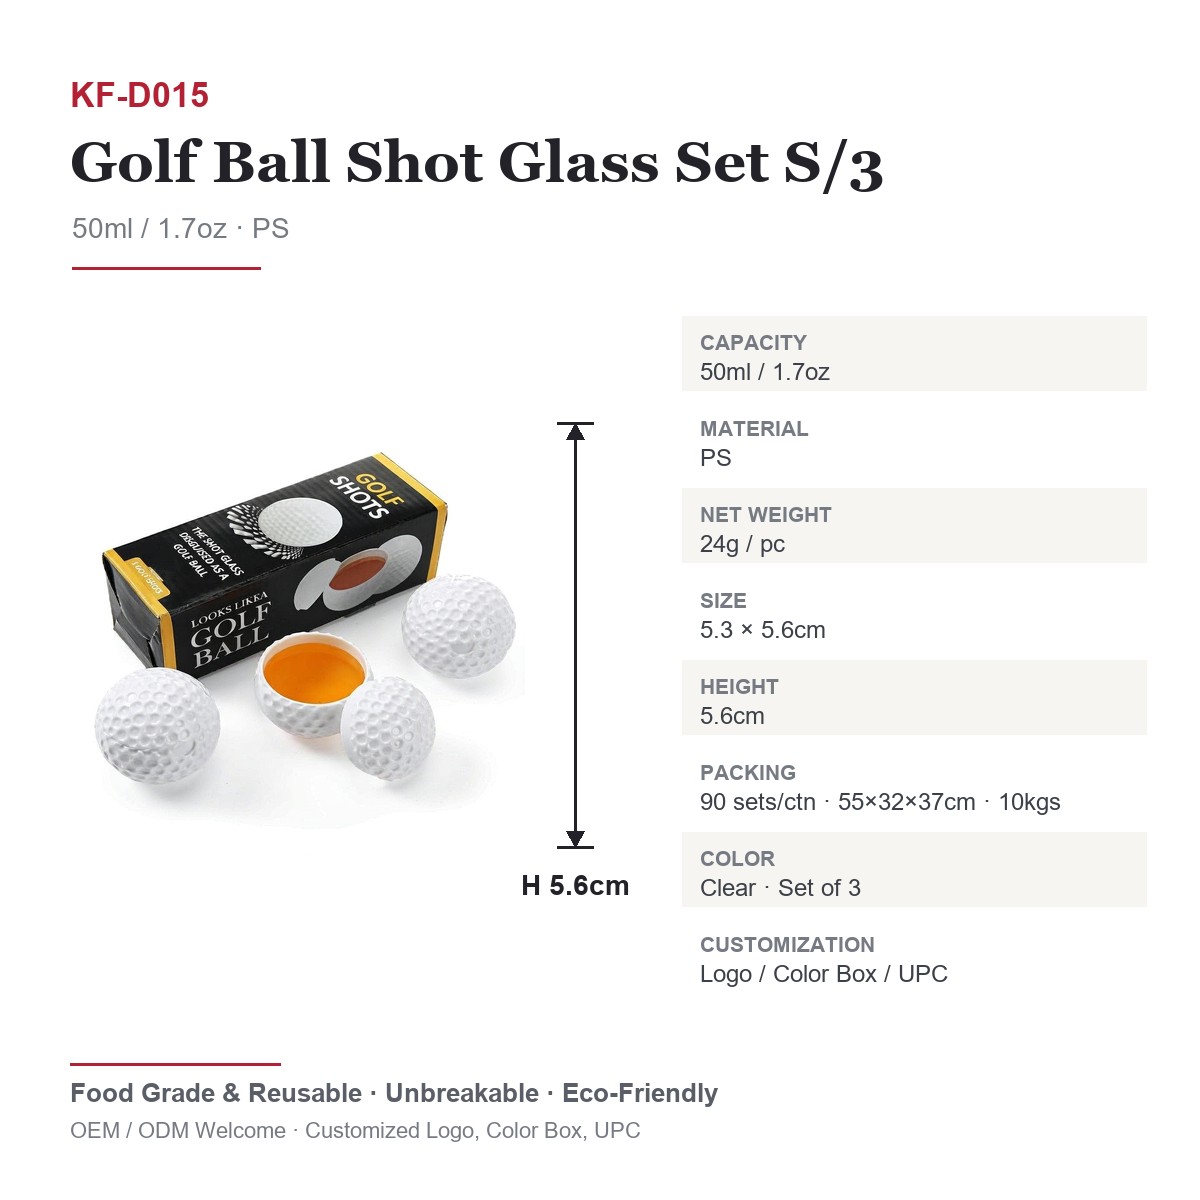 KF-D015
Golf Ball Shot Glass Set S/3
50ml / 1.7oz · PS
GOLF
SHOTS
THE SHOT GLASS
DISGUISED AS A
GOLF BALL
LOOKS LIKKA
GOLF
BALL
H 5.6cm
CAPACITY
50ml / 1.7oz
MATERIAL
PS
NET WEIGHT
24g / pc
SIZE
5.3 × 5.6cm
HEIGHT
5.6cm
PACKING
90 sets/ctn · 55×32×37cm · 10kgs
COLOR
Clear · Set of 3
CUSTOMIZATION
Logo / Color Box / UPC
Food Grade & Reusable · Unbreakable · Eco-Friendly
OEM / ODM Welcome · Customized Logo, Color Box, UPC